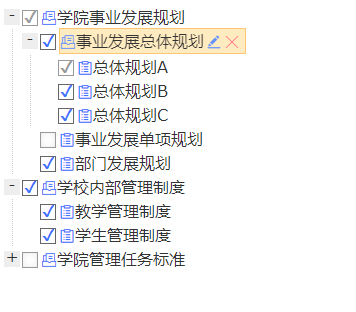 学院事业发展规划
事业发展总体规划
总体规划A
总体规划B
总体规划C
事业发展单项规划
部门发展规划
学校内部管理制度
教学管理制度
学生管理制度
学院管理任务标准